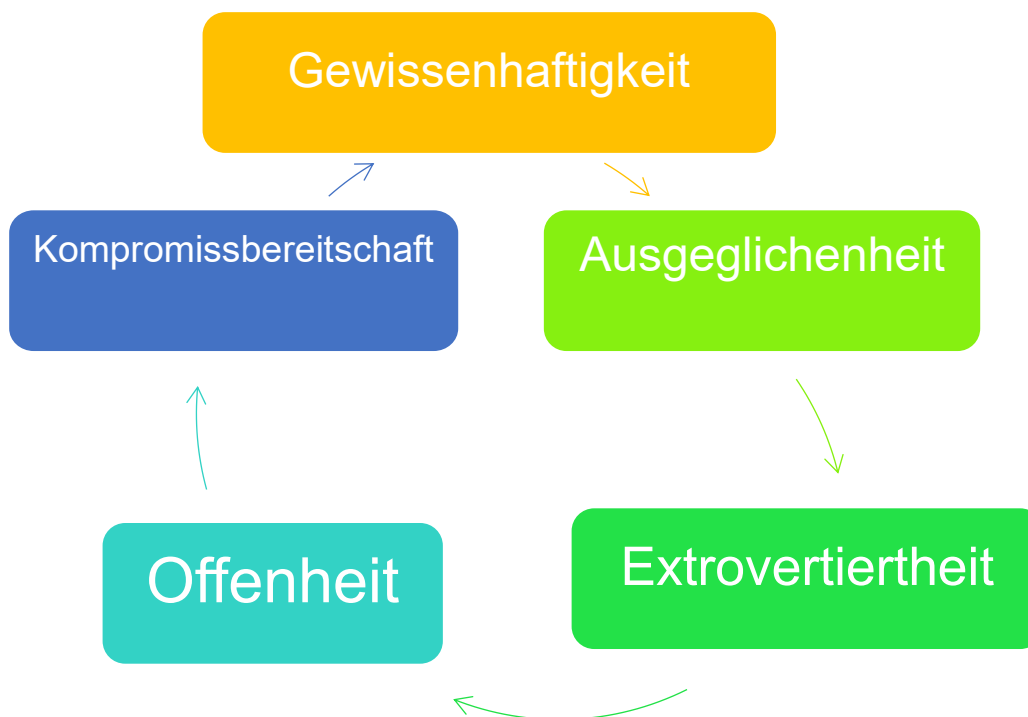 Gewissenhaftigkeit
Kompromissbereitschaft
Ausgeglichenheit
Offenheit
Extrovertiertheit